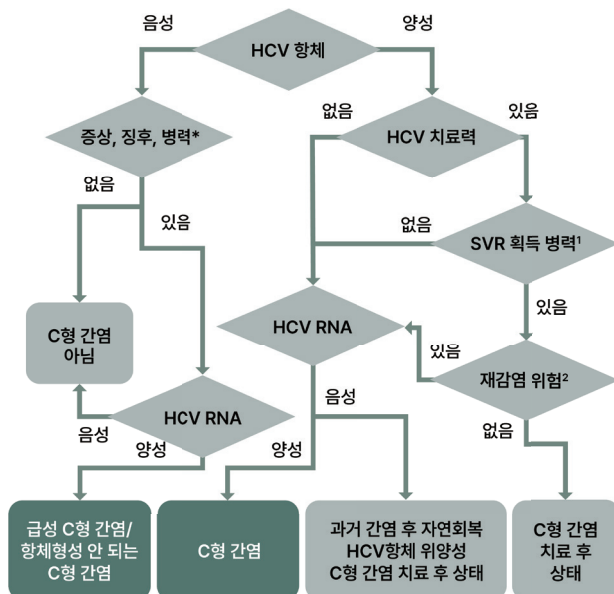 HCV 항체
음성
양성
증상, 징후, 병력*
없음
있음
HCV 치료력
없음
있음
없음
SVR 획득 병력¹
있음
C형 간염
아님
HCV RNA
있음
재감염 위험²
없음
HCV RNA
음성
양성
음성
양성
급성 C형 간염/
항체형성 안 되는
C형 간염
C형 간염
과거 간염 후 자연회복
HCV항체 위양성
C형 간염 치료 후 상태
C형 간염
치료 후
상태